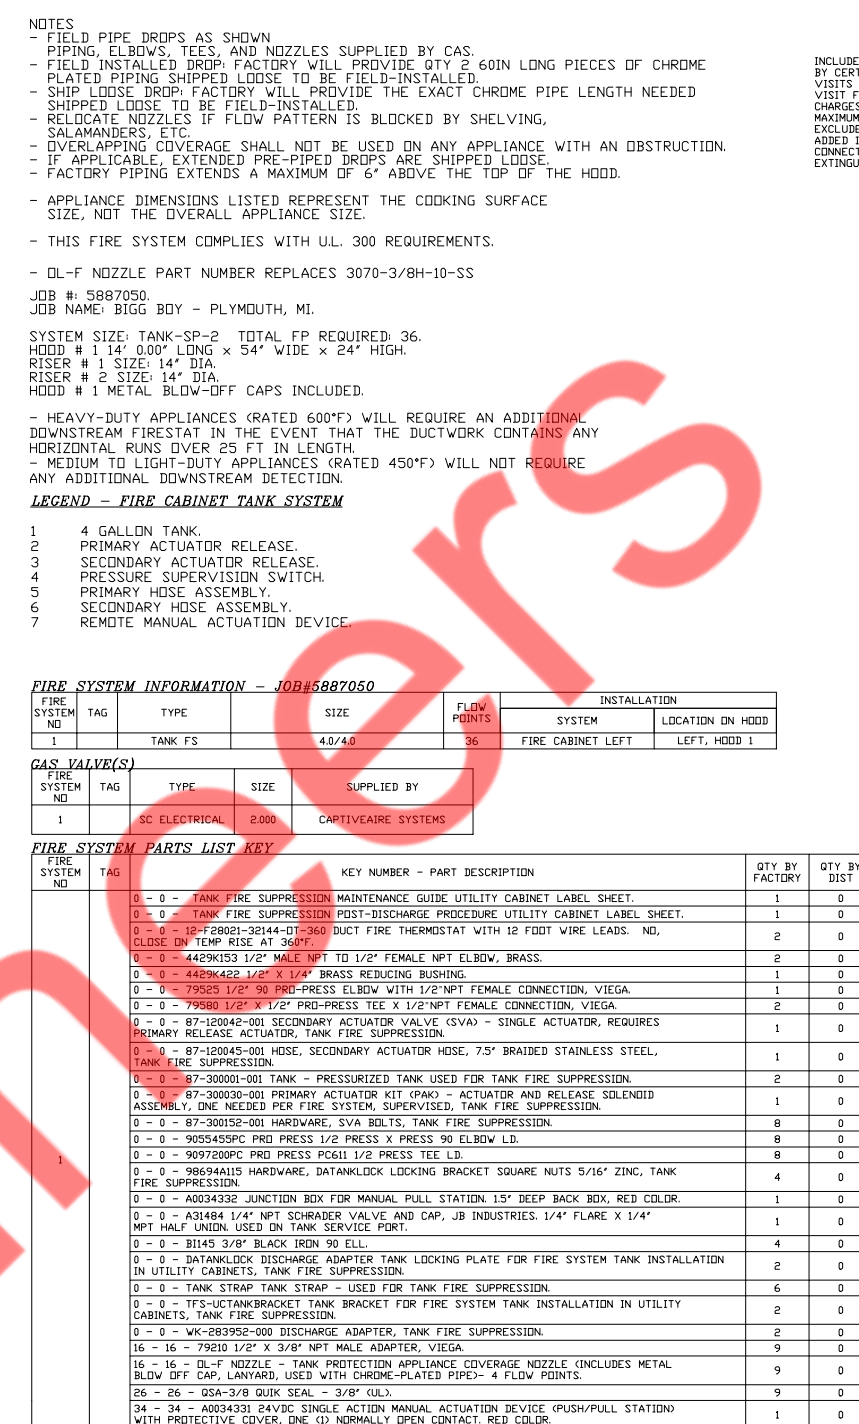 NOTES
- FIELD PIPE DROPS AS SHOWN
PIPING, ELBOWS, TEES, AND NOZZLES SUPPLIED BY CAS.
- FIELD INSTALLED DROP: FACTORY WILL PROVIDE QTY 2 60IN LONG PIECES OF CHROME
PLATED PIPING SHIPPED LOOSE TO BE FIELD-INSTALLED.
- SHIP LOOSE DROP: FACTORY WILL PROVIDE THE EXACT CHROME PIPE LENGTH NEEDED
SHIPPED LOOSE TO BE FIELD-INSTALLED.
- RELOCATE NOZZLES IF FLOW PATTERN IS BLOCKED BY SHELVING,
SALAMANDERS, ETC.
- OVERLAPPING COVERAGE SHALL NOT BE USED ON ANY APPLIANCE WITH AN OBSTRUCTION.
- IF APPLICABLE, EXTENDED PRE-PIPED DROPS ARE SHIPPED LOOSE.
- FACTORY PIPING EXTENDS A MAXIMUM OF 6" ABOVE THE TOP OF THE HOOD.
- APPLIANCE DIMENSIONS LISTED REPRESENT THE COOKING SURFACE
SIZE, NOT THE OVERALL APPLIANCE SIZE.
- THIS FIRE SYSTEM COMPLIES WITH U.L. 300 REQUIREMENTS.
- OL-F NOZZLE PART NUMBER REPLACES 3070-3/8H-10-SS
JOB #: 5887050.
JOB NAME: BIGG BOY - PLYMOUTH, MI.
SYSTEM SIZE: TANK-SP-2 TOTAL FP REQUIRED: 36.
HOOD # 1 14' 0.00" LONG x 54" WIDE x 24" HIGH.
RISER # 1 SIZE: 14" DIA.
RISER # 2 SIZE: 14" DIA.
HOOD # 1 METAL BLOW-OFF CAPS INCLUDED.
- HEAVY-DUTY APPLIANCES (RATED 600°F) WILL REQUIRE AN ADDITIONAL
DOWNSTREAM FIRESTAT IN THE EVENT THAT THE DUCTWORK CONTAINS ANY
HORIZONTAL RUNS OVER 25 FT IN LENGTH.
- MEDIUM TO LIGHT-DUTY APPLIANCES (RATED 450°F) WILL NOT REQUIRE
ANY ADDITIONAL DOWNSTREAM DETECTION.
LEGEND - FIRE CABINET TANK SYSTEM
1 4 GALLON TANK.
2 PRIMARY ACTUATOR RELEASE.
3 SECONDARY ACTUATOR RELEASE.
4 PRESSURE SUPERVISION SWITCH.
5 PRIMARY HOSE ASSEMBLY.
6 SECONDARY HOSE ASSEMBLY.
7 REMOTE MANUAL ACTUATION DEVICE.
INCLUDE
BY CERT
VISITS
VISIT F
CHARGES
MAXIMUM
EXCLUDE
ADDED I
CONNECT
EXTINGU
FIRE SYSTEM INFORMATION - JOB#5887050
FIRE SYSTEM NO TAG TYPE SIZE FLOW POINTS INSTALLATION
SYSTEM LOCATION ON HOOD
1 TANK FS 4.0/4.0 36 FIRE CABINET LEFT LEFT, HOOD 1
GAS VALVE(S)
FIRE SYSTEM NO TAG TYPE SIZE SUPPLIED BY
1 SC ELECTRICAL 2.000 CAPTIVEAIRE SYSTEMS
FIRE SYSTEM PARTS LIST KEY
FIRE SYSTEM NO TAG KEY NUMBER - PART DESCRIPTION QTY BY FACTORY QTY BY DIST
1
0 - 0 - TANK FIRE SUPPRESSION MAINTENANCE GUIDE UTILITY CABINET LABEL SHEET. 1 0
0 - 0 - TANK FIRE SUPPRESSION POST-DISCHARGE PROCEDURE UTILITY CABINET LABEL SHEET. 1 0
0 - 0 - 12-F28021-32144-OT-360 DUCT FIRE THERMOSTAT WITH 12 FOOT WIRE LEADS. NO,
CLOSE ON TEMP RISE AT 360°F. 2 0
0 - 0 - 4429K153 1/2" MALE NPT TO 1/2" FEMALE NPT ELBOW, BRASS. 2 0
0 - 0 - 4429K422 1/2" X 1/4" BRASS REDUCING BUSHING. 1 0
0 - 0 - 79525 1/2" 90 PRO-PRESS ELBOW WITH 1/2"NPT FEMALE CONNECTION, VIEGA. 1 0
0 - 0 - 79580 1/2" X 1/2" PRO-PRESS TEE X 1/2"NPT FEMALE CONNECTION, VIEGA. 2 0
0 - 0 - 87-120042-001 SECONDARY ACTUATOR VALVE (SVA) - SINGLE ACTUATOR, REQUIRES
PRIMARY RELEASE ACTUATOR, TANK FIRE SUPPRESSION. 1 0
0 - 0 - 87-120045-001 HOSE, SECONDARY ACTUATOR HOSE, 7.5" BRAIDED STAINLESS STEEL,
TANK FIRE SUPPRESSION. 1 0
0 - 0 - 87-300001-001 TANK - PRESSURIZED TANK USED FOR TANK FIRE SUPPRESSION. 2 0
0 - 0 - 87-300030-001 PRIMARY ACTUATOR KIT (PAK) - ACTUATOR AND RELEASE SOLENOID
ASSEMBLY, ONE NEEDED PER FIRE SYSTEM, SUPERVISED, TANK FIRE SUPPRESSION. 1 0
0 - 0 - 87-300152-001 HARDWARE, SVA BOLTS, TANK FIRE SUPPRESSION. 8 0
0 - 0 - 9055455PC PRO PRESS 1/2 PRESS X PRESS 90 ELBOW LD. 8 0
0 - 0 - 9097200PC PRO PRESS PC611 1/2 PRESS TEE LD. 8 0
0 - 0 - 98694A115 HARDWARE, DATANKLOCK LOCKING BRACKET SQUARE NUTS 5/16" ZINC, TANK
FIRE SUPPRESSION. 4 0
0 - 0 - A0034332 JUNCTION BOX FOR MANUAL PULL STATION. 1.5" DEEP BACK BOX, RED COLOR. 1 0
0 - 0 - A31484 1/4" NPT SCHRADER VALVE AND CAP, JB INDUSTRIES. 1/4" FLARE X 1/4"
MPT HALF UNION. USED ON TANK SERVICE PORT. 1 0
0 - 0 - BI145 3/8" BLACK IRON 90 ELL. 4 0
0 - 0 - DATANKLOCK DISCHARGE ADAPTER TANK LOCKING PLATE FOR FIRE SYSTEM TANK INSTALLATION
IN UTILITY CABINETS, TANK FIRE SUPPRESSION. 2 0
0 - 0 - TANK STRAP TANK STRAP - USED FOR TANK FIRE SUPPRESSION. 6 0
0 - 0 - TFS-UCTANKBRACKET TANK BRACKET FOR FIRE SYSTEM TANK INSTALLATION IN UTILITY
CABINETS, TANK FIRE SUPPRESSION. 2 0
0 - 0 - WK-283952-000 DISCHARGE ADAPTER, TANK FIRE SUPPRESSION. 2 0
16 - 16 - 79210 1/2" X 3/8" NPT MALE ADAPTER, VIEGA. 9 0
16 - 16 - OL-F NOZZLE - TANK PROTECTION APPLIANCE COVERAGE NOZZLE (INCLUDES METAL
BLOW OFF CAP, LANYARD, USED WITH CHROME-PLATED PIPE)- 4 FLOW POINTS. 9 0
26 - 26 - QSA-3/8 QUIK SEAL - 3/8" (UL). 9 0
34 - 34 - A0034331 24VDC SINGLE ACTION MANUAL ACTUATION DEVICE (PUSH/PULL STATION)
WITH PROTECTIVE COVER, ONE (1) NORMALLY OPEN CONTACT. RED COLOR. 1 0
neers